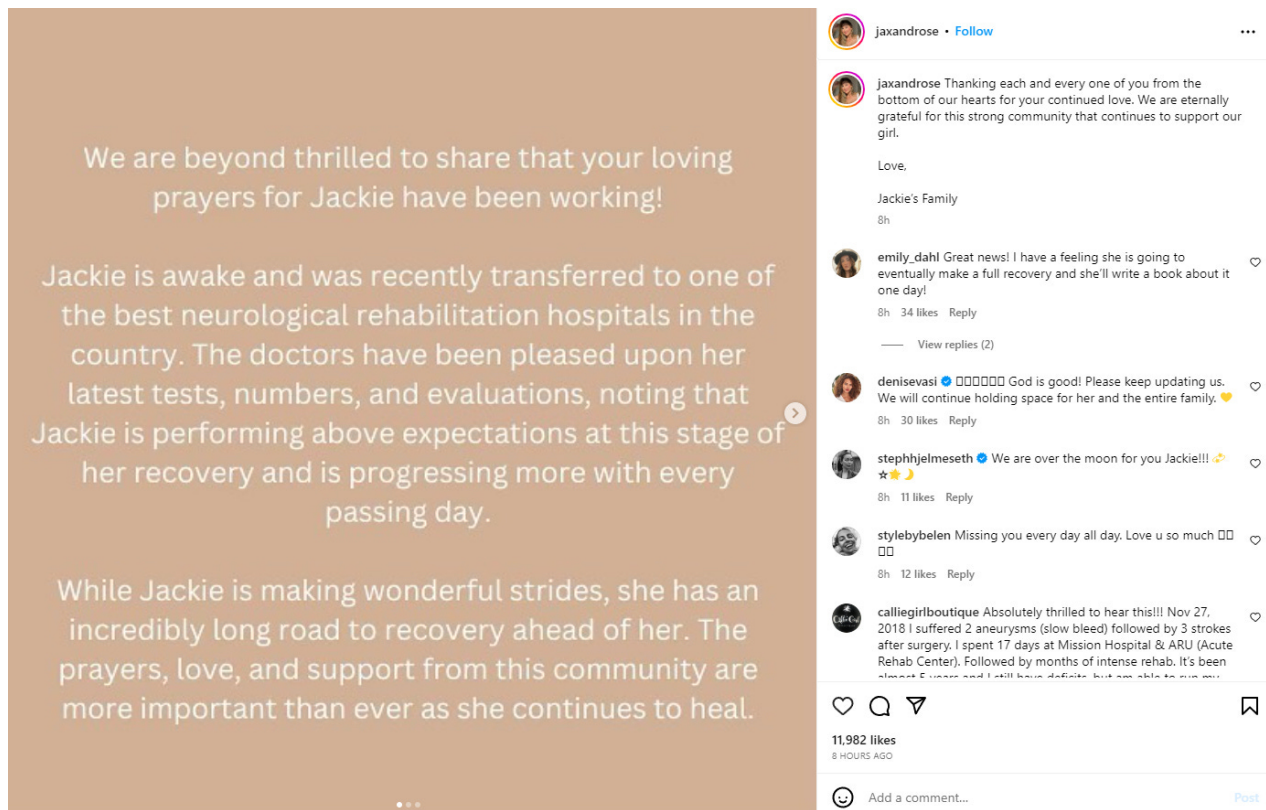 We are beyond thrilled to share that your loving
prayers for Jackie have been working!
Jackie is awake and was recently transferred to one of
the best neurological rehabilitation hospitals in the
country. The doctors have been pleased upon her
latest tests, numbers, and evaluations, noting that
Jackie is performing above expectations at this stage of
her recovery and is progressing more with every
passing day.
While Jackie is making wonderful strides, she has an
incredibly long road to recovery ahead of her. The
prayers, love, and support from this community are
more important than ever as she continues to heal.
jaxandrose • Follow
jaxandrose Thanking each and every one of you from the
bottom of our hearts for your continued love. We are eternally
grateful for this strong community that continues to support our
girl.
Love,
Jackie's Family
8h
emily_dahl Great news! I have a feeling she is going to
eventually make a full recovery and she'll write a book about it
one day!
8h 34 likes Reply
View replies (2)
denisevasi God is good! Please keep updating us.
We will continue holding space for her and the entire family. 💛
8h 30 likes Reply
stephhjelmeseth We are over the moon for you Jackie!!! 💫
⭐🌟🌙
8h 11 likes Reply
stylebybelen Missing you every day all day. Love u so much
8h 12 likes Reply
calliegirlboutique Absolutely thrilled to hear this!!! Nov 27,
2018 I suffered 2 aneurysms (slow bleed) followed by 3 strokes
after surgery. I spent 17 days at Mission Hospital & ARU (Acute
Rehab Center). Followed by months of intense rehab. It's been
almost 5 years and I still have deficits, but am able to run my
11,982 likes
8 HOURS AGO
Add a comment...
Post